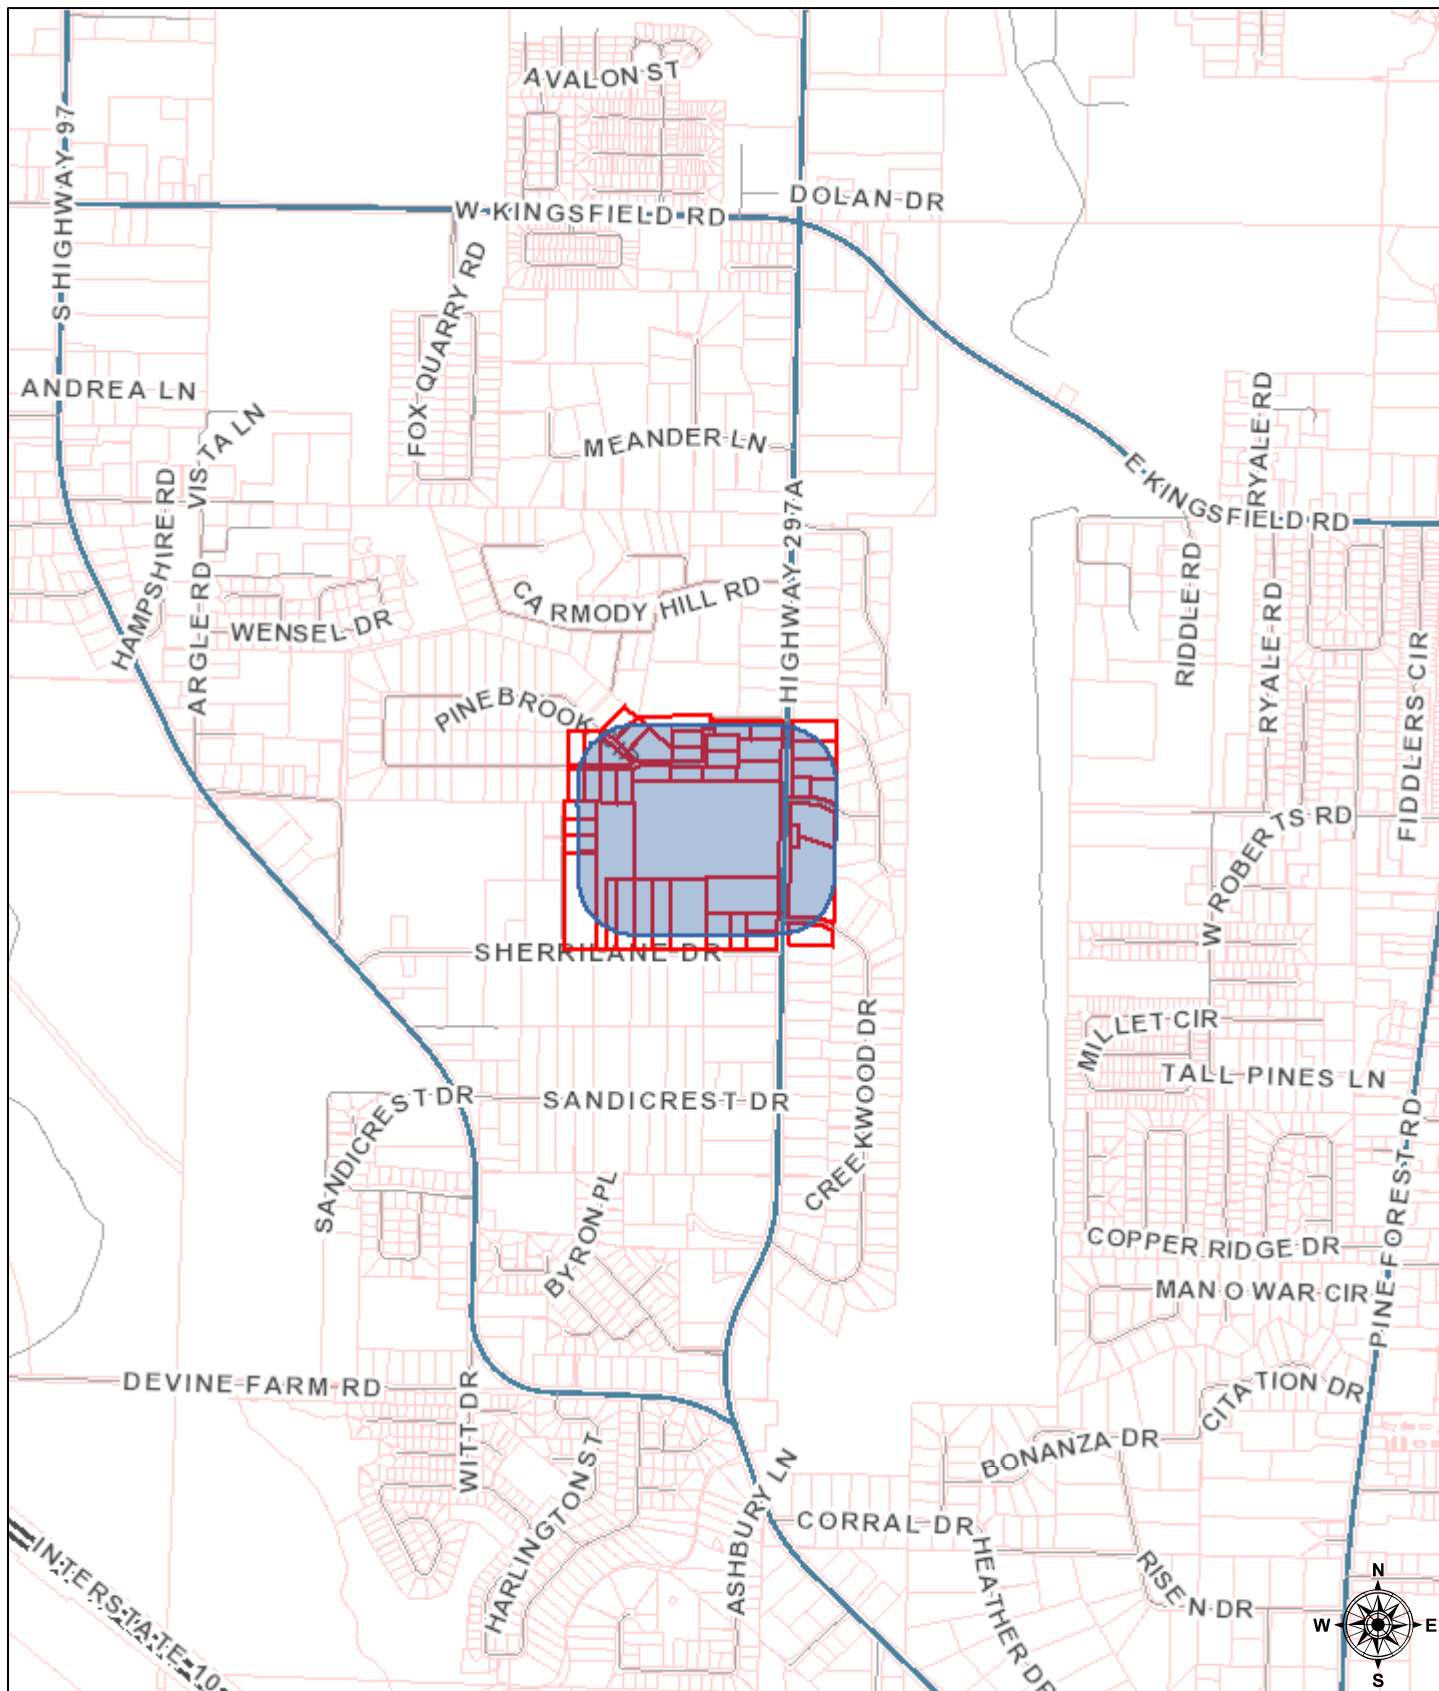 AVALON ST
S HIGHWAY 97
DOLAN DR
W KINGSFIELD RD
FOX QUARRY RD
ANDREA LN
VISTA LN
MEANDER LN
RYALE RD
E KINGSFIELD RD
HAMPSHIRE RD
HIGHWAY 297A
ARGLE RD
CARMODY HILL RD
WENSEL DR
RIDDLE RD
RYALE RD
FIDDLERS CIR
PINEBROOK
W ROBERTS RD
SHERRILANE DR
CREEKWOOD DR
MILLET CIR
TALL PINES LN
SANDICREST DR
SANDICREST DR
BYRON PL
PINE FOREST RD
COPPER RIDGE DR
MAN O WAR CIR
DEVINE FARM RD
WITT DR
CITATION DR
BONANZA DR
HARLINGTON ST
ASHBURY LN
CORRAL DR
HEATHER DR
RISEN DR
INTERSTATE 10
N
W
E
S